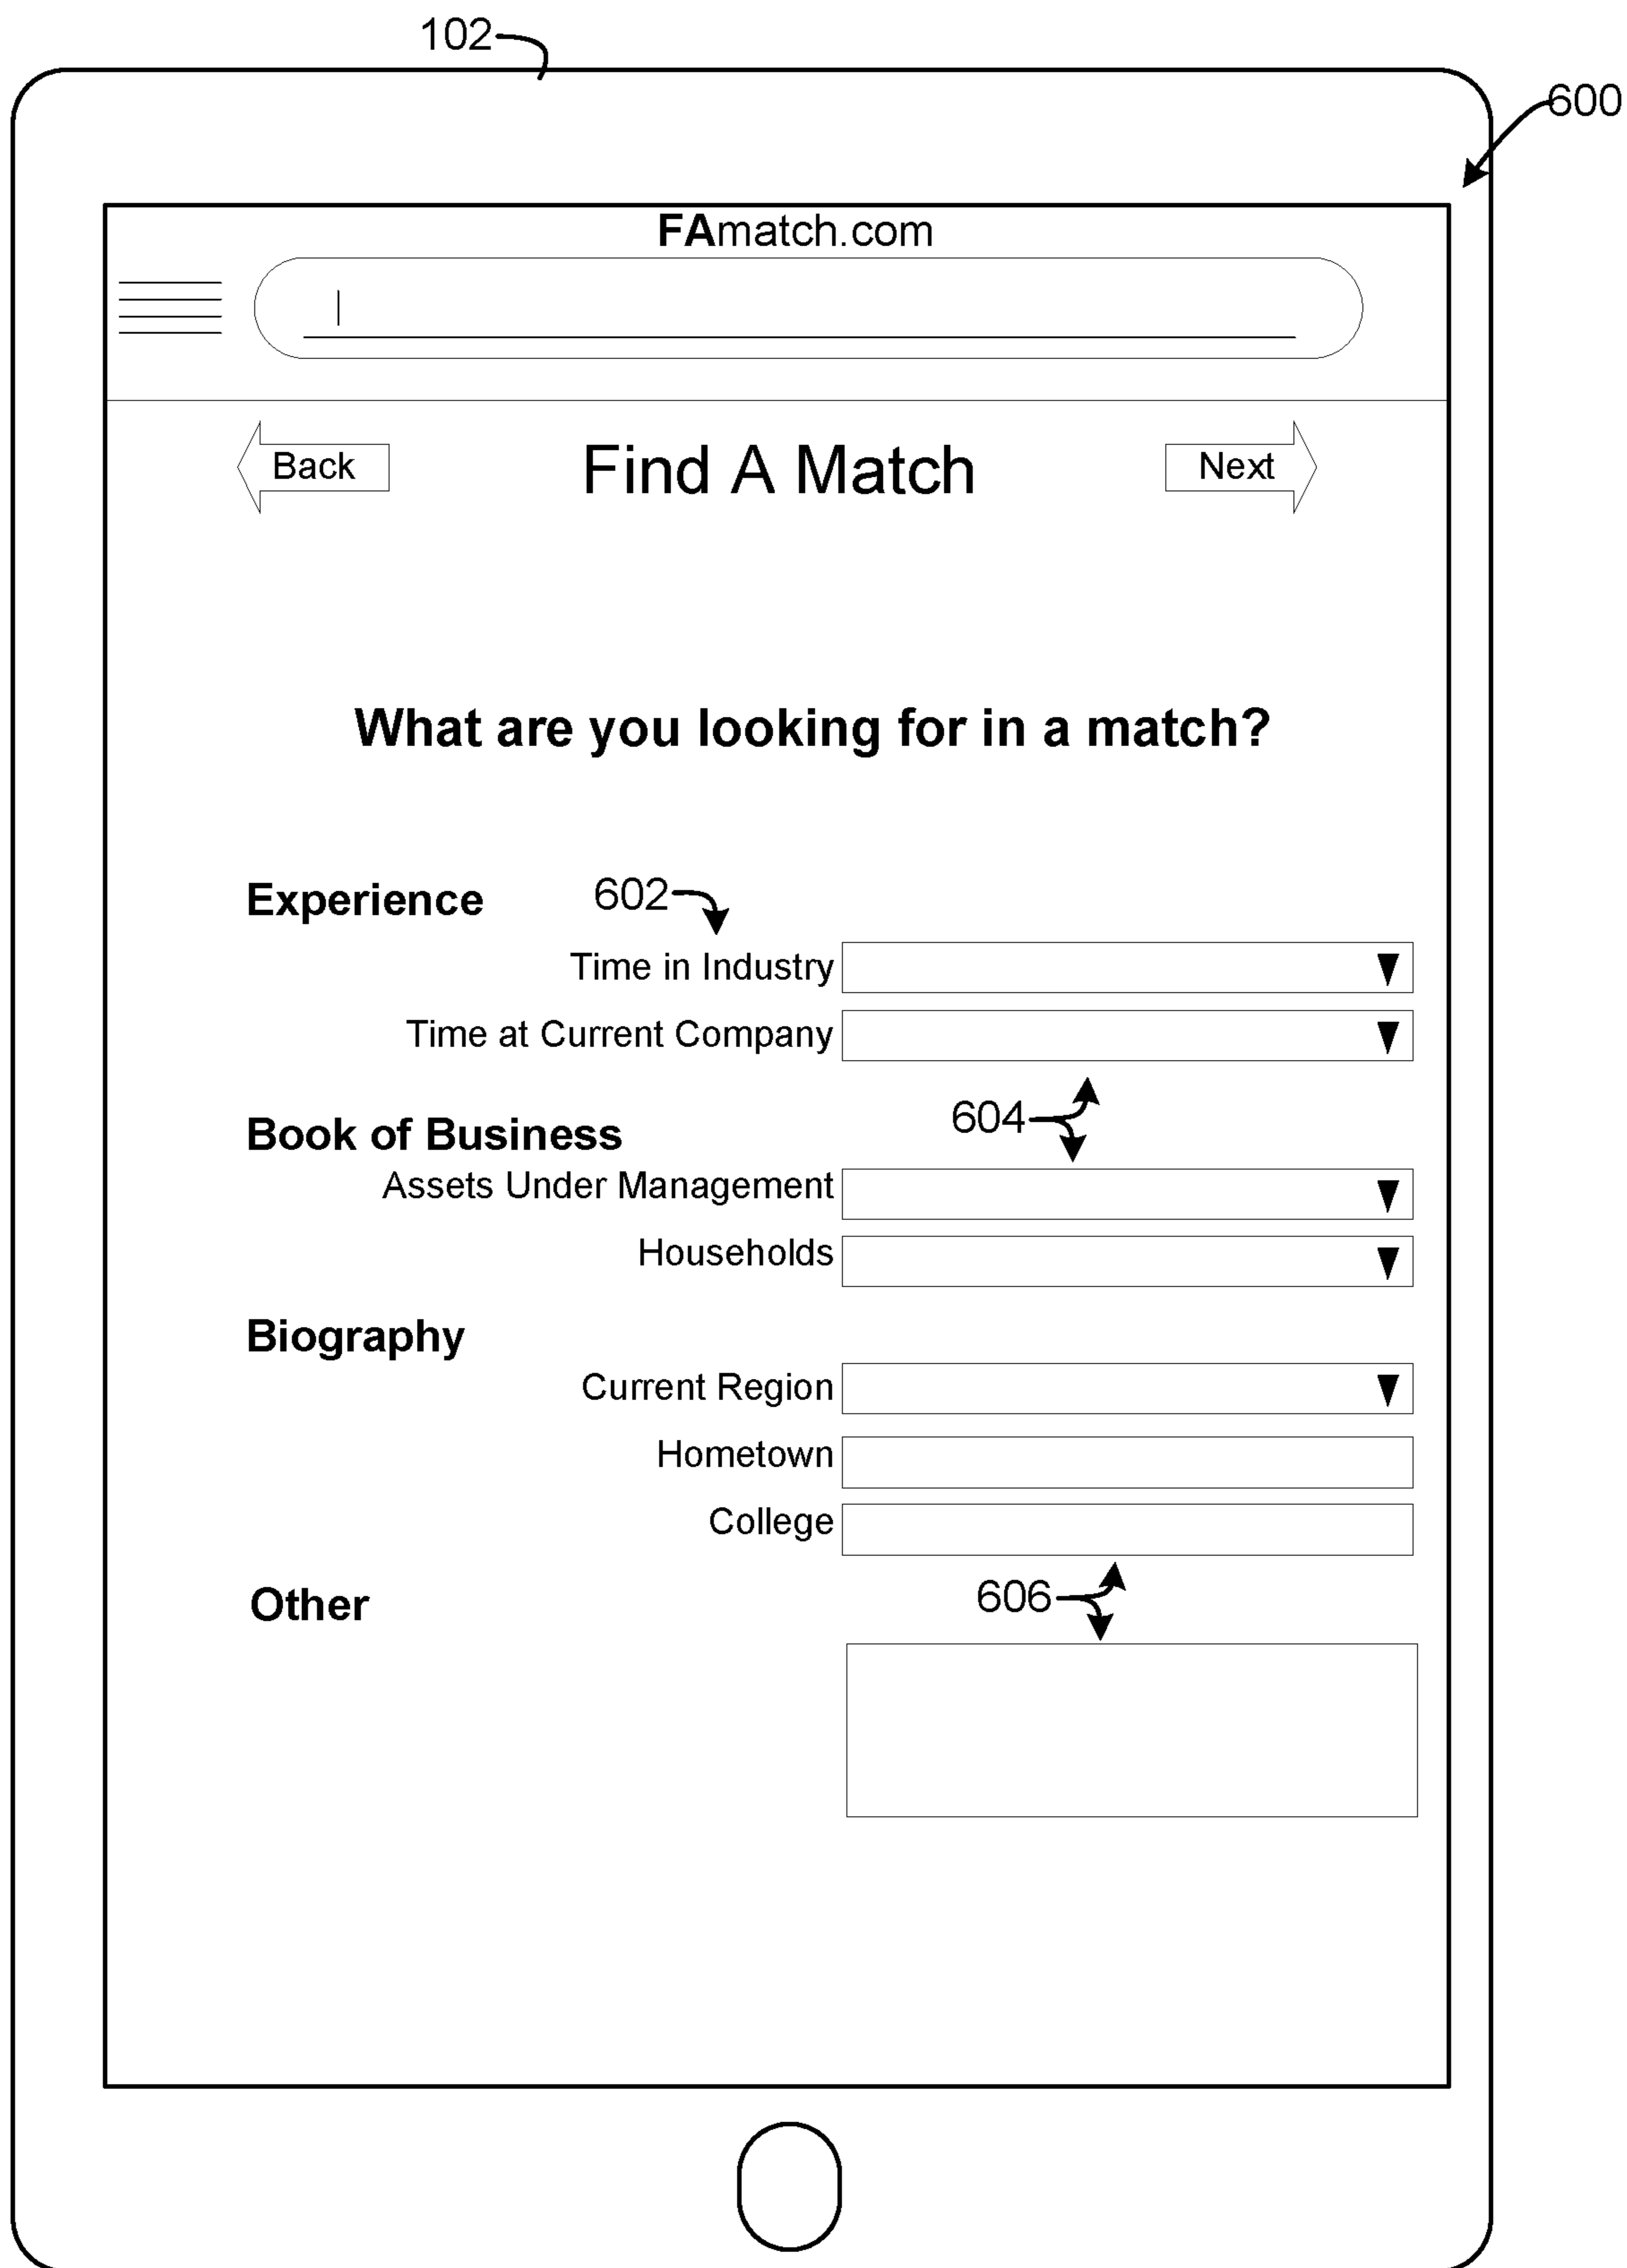 102
600
FAmatch.com
Back
Find A Match
Next
What are you looking for in a match?
Experience
602
Time in Industry
Time at Current Company
604
Book of Business
Assets Under Management
Households
Biography
Current Region
Hometown
College
606
Other